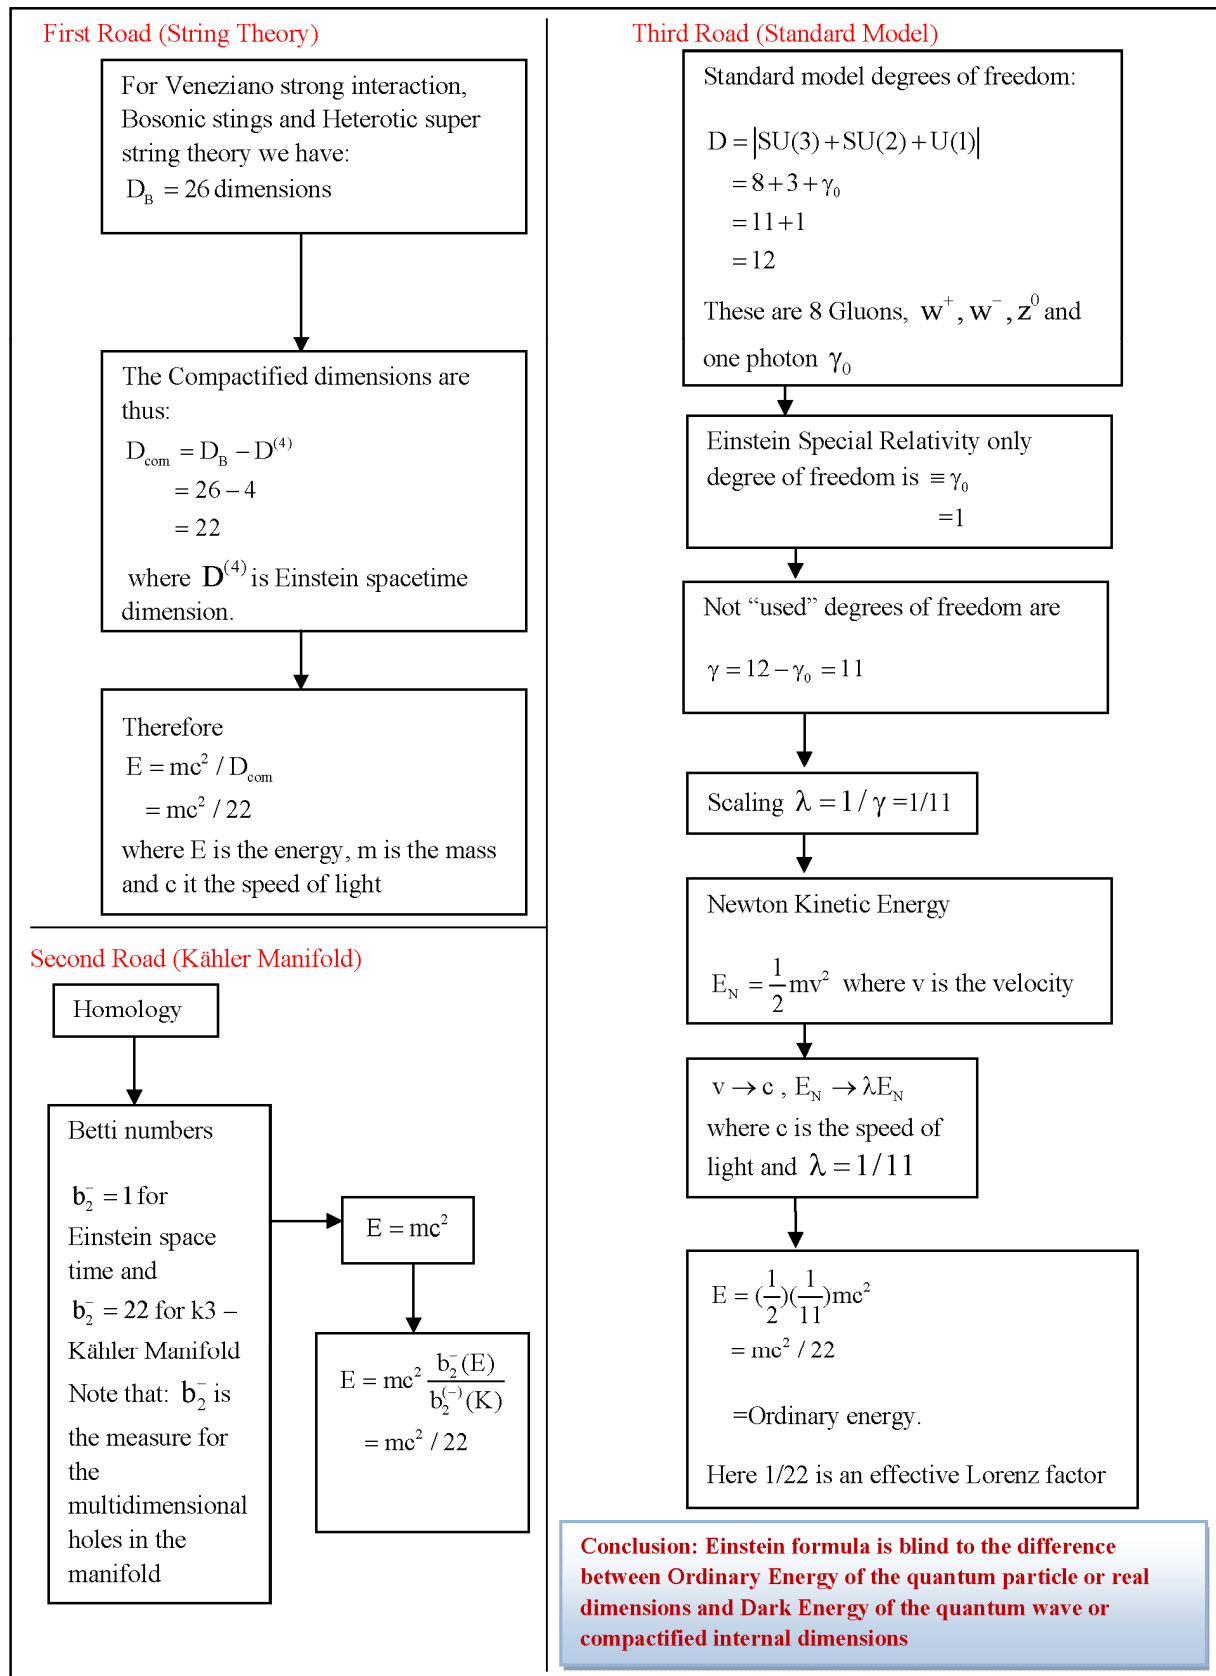 First Road (String Theory)
For Veneziano strong interaction,
Bosonic stings and Heterotic super
string theory we have:
D_B = 26 dimensions
The Compactified dimensions are
thus:
D_com = D_B − D^(4)
= 26 − 4
= 22
where D^(4) is Einstein spacetime
dimension.
Therefore
E = mc² / D_com
= mc² / 22
where E is the energy, m is the mass
and c it the speed of light
Second Road (Kähler Manifold)
Homology
Betti numbers
b₂⁻ = 1 for
Einstein space
time and
b₂⁻ = 22 for k3 –
Kähler Manifold
Note that: b₂⁻ is
the measure for
the
multidimensional
holes in the
manifold
E = mc²
E = mc² b₂⁻(E) / b₂^(−)(K)
= mc² / 22
Third Road (Standard Model)
Standard model degrees of freedom:
D = |SU(3) + SU(2) + U(1)|
= 8 + 3 + γ₀
= 11 + 1
= 12
These are 8 Gluons, w⁺, w⁻, z⁰ and
one photon γ₀
Einstein Special Relativity only
degree of freedom is ≡ γ₀
=1
Not “used” degrees of freedom are
γ = 12 − γ₀ = 11
Scaling λ = 1 / γ =1/11
Newton Kinetic Energy
E_N = 1/2 mv² where v is the velocity
v → c , E_N → λE_N
where c is the speed of
light and λ = 1/11
E = (1/2)(1/11)mc²
= mc² / 22
=Ordinary energy.
Here 1/22 is an effective Lorenz factor
Conclusion: Einstein formula is blind to the difference
between Ordinary Energy of the quantum particle or real
dimensions and Dark Energy of the quantum wave or
compactified internal dimensions